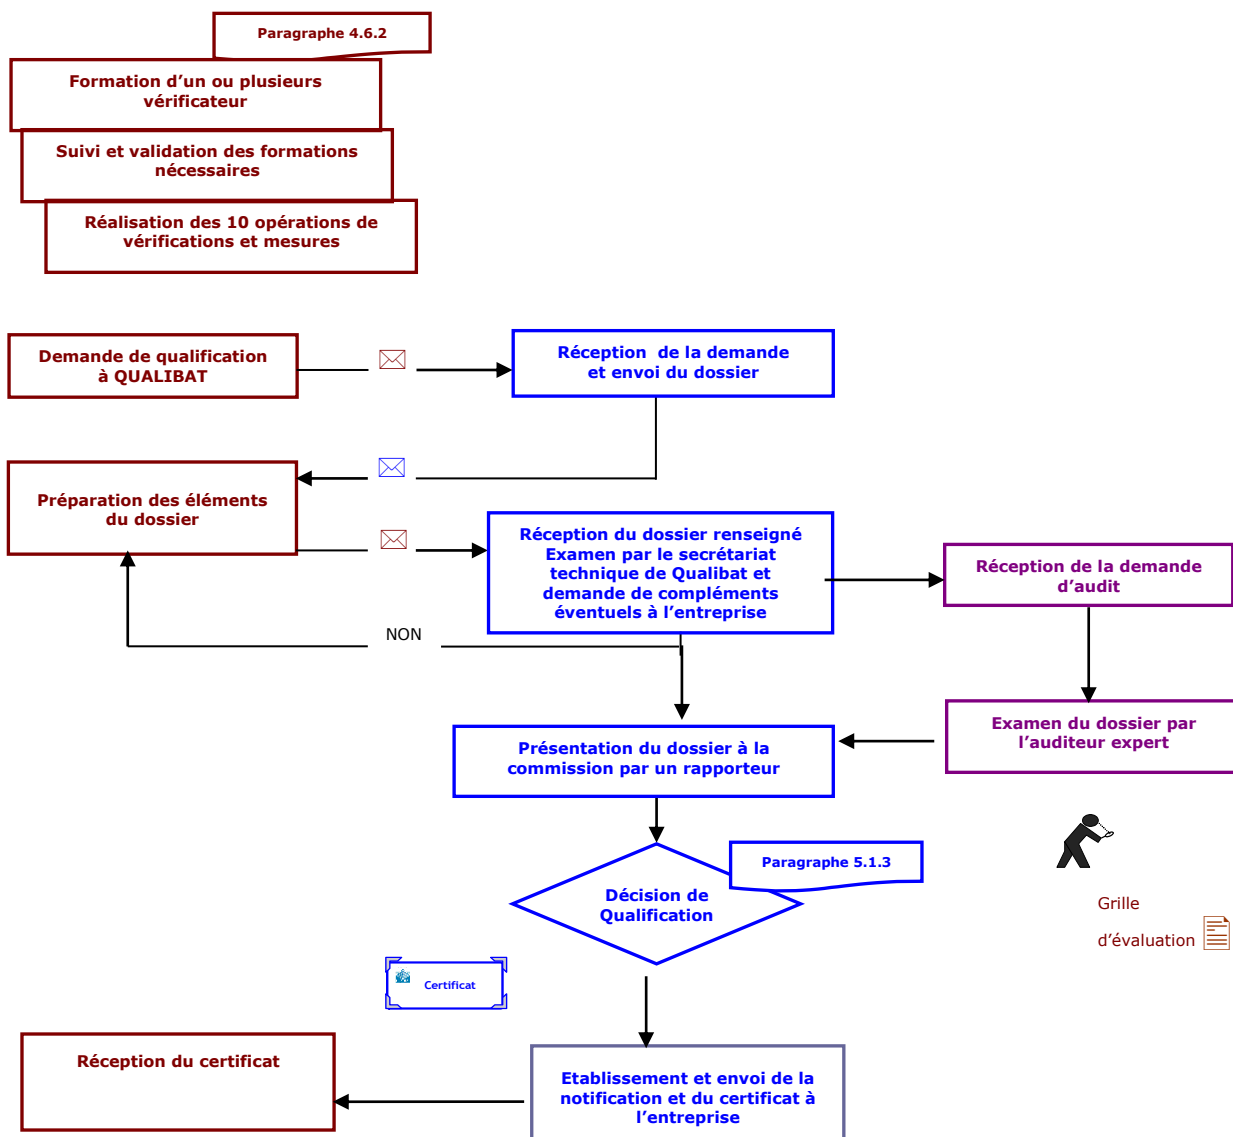 Paragraphe 4.6.2
Formation d’un ou plusieurs
vérificateur
Suivi et validation des formations
nécessaires
Réalisation des 10 opérations de
vérifications et mesures
Demande de qualification
à QUALIBAT
Réception de la demande
et envoi du dossier
Préparation des éléments
du dossier
Réception du dossier renseigné
Examen par le secrétariat
technique de Qualibat et
demande de compléments
éventuels à l’entreprise
Réception de la demande
d’audit
NON
Examen du dossier par
l’auditeur expert
Présentation du dossier à la
commission par un rapporteur
Paragraphe 5.1.3
Décision de
Qualification
Grille
d’évaluation
Certificat
Réception du certificat
Etablissement et envoi de la
notification et du certificat à
l’entreprise